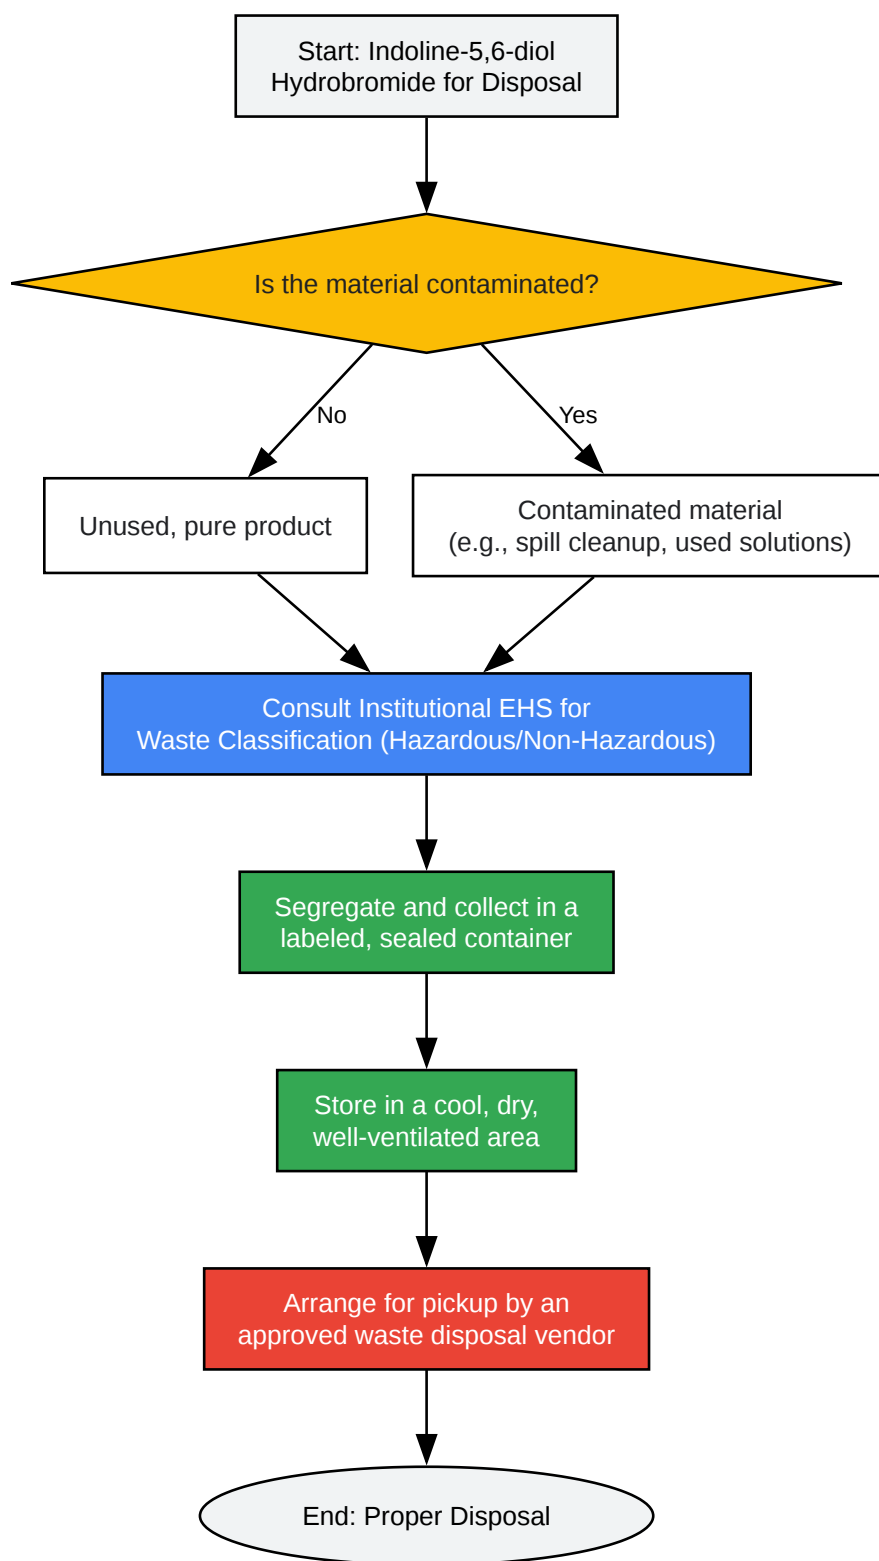 Start: Indoline-5,6-diol
Hydrobromide for Disposal
Is the material contaminated?
No
Yes
Unused, pure product
Contaminated material
(e.g., spill cleanup, used solutions)
Consult Institutional EHS for
Waste Classification (Hazardous/Non-Hazardous)
Segregate and collect in a
labeled, sealed container
Store in a cool, dry,
well-ventilated area
Arrange for pickup by an
approved waste disposal vendor
End: Proper Disposal